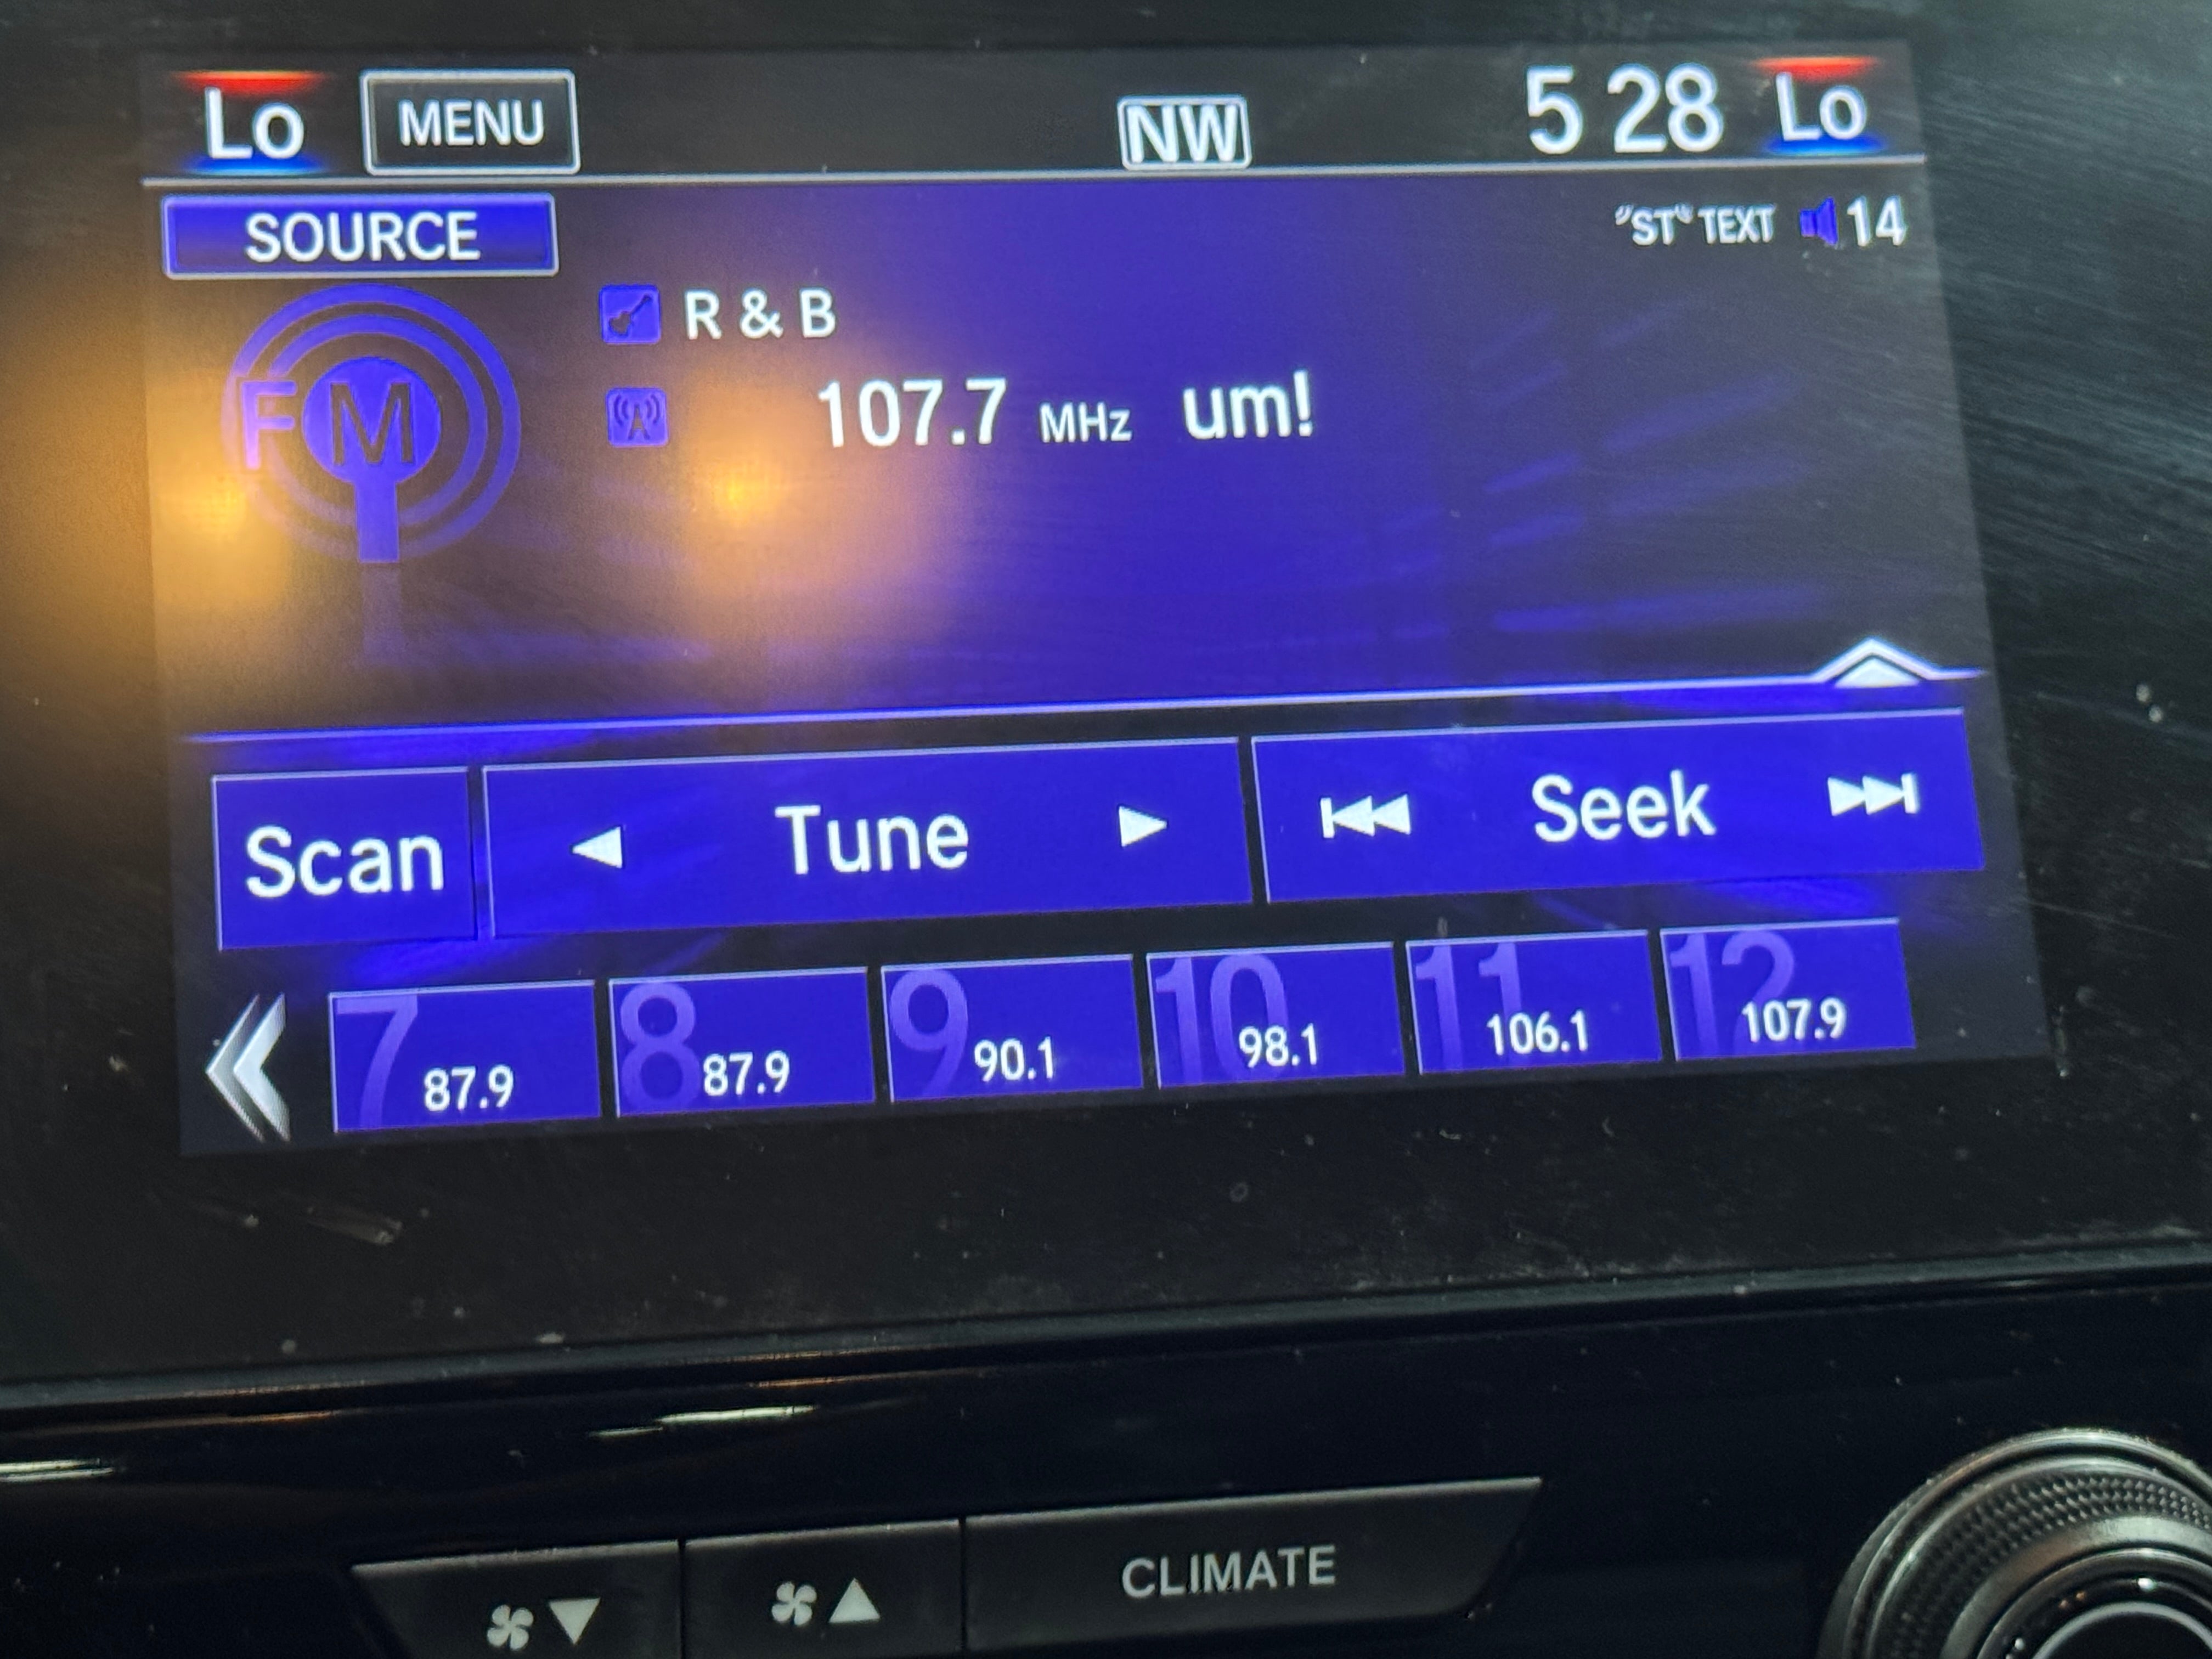 Lo MENU NW 5 28 Lo
SOURCE "ST" TEXT 14
R & B
FM 107.7 MHz um!
Scan Tune Seek
7 87.9 8 87.9 9 90.1 10 98.1 11 106.1 12 107.9
CLIMATE